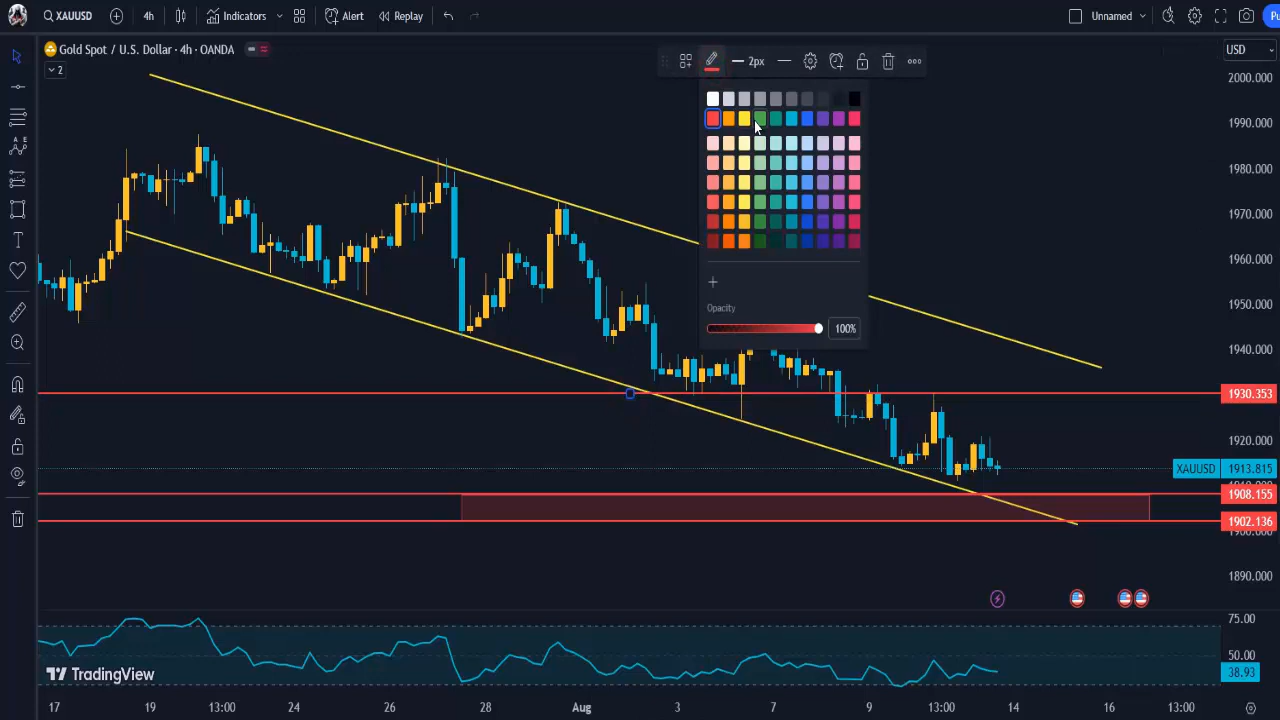 XAUUSD 4h Indicators Alert Replay Unnamed Pu
Gold Spot / U.S. Dollar · 4h · OANDA
USD
2
2px
2000.000
1990.000
1980.000
1970.000
1960.000
1950.000
1940.000
1930.353
1920.000
XAUUSD 1913.815
1908.155
1902.136
1900.000
1890.000
Opacity
100%
75.00
50.00
38.93
TradingView
17 19 13:00 24 26 28 Aug 3 7 9 13:00 14 16 13:00